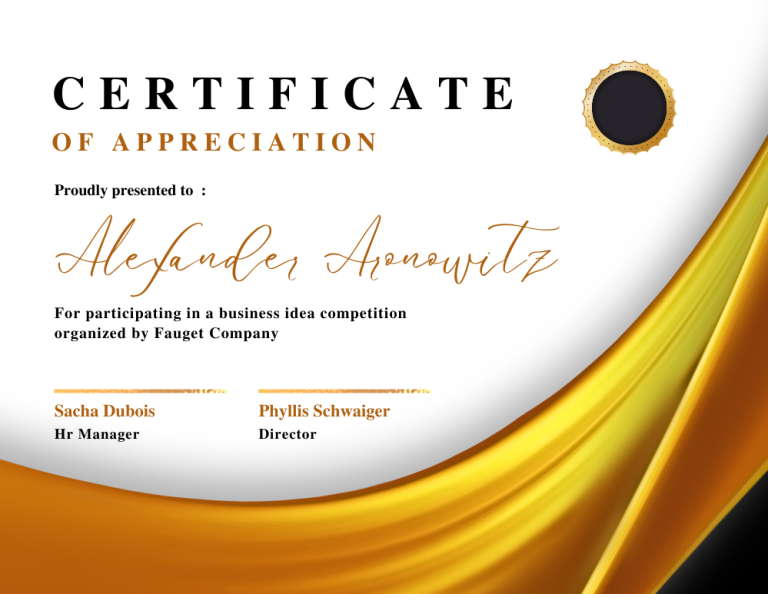 CERTIFICATE
OF APPRECIATION
Proudly presented to :
Alexander Aronowitz
For participating in a business idea competition
organized by Fauget Company
Sacha Dubois
Phyllis Schwaiger
Hr Manager
Director